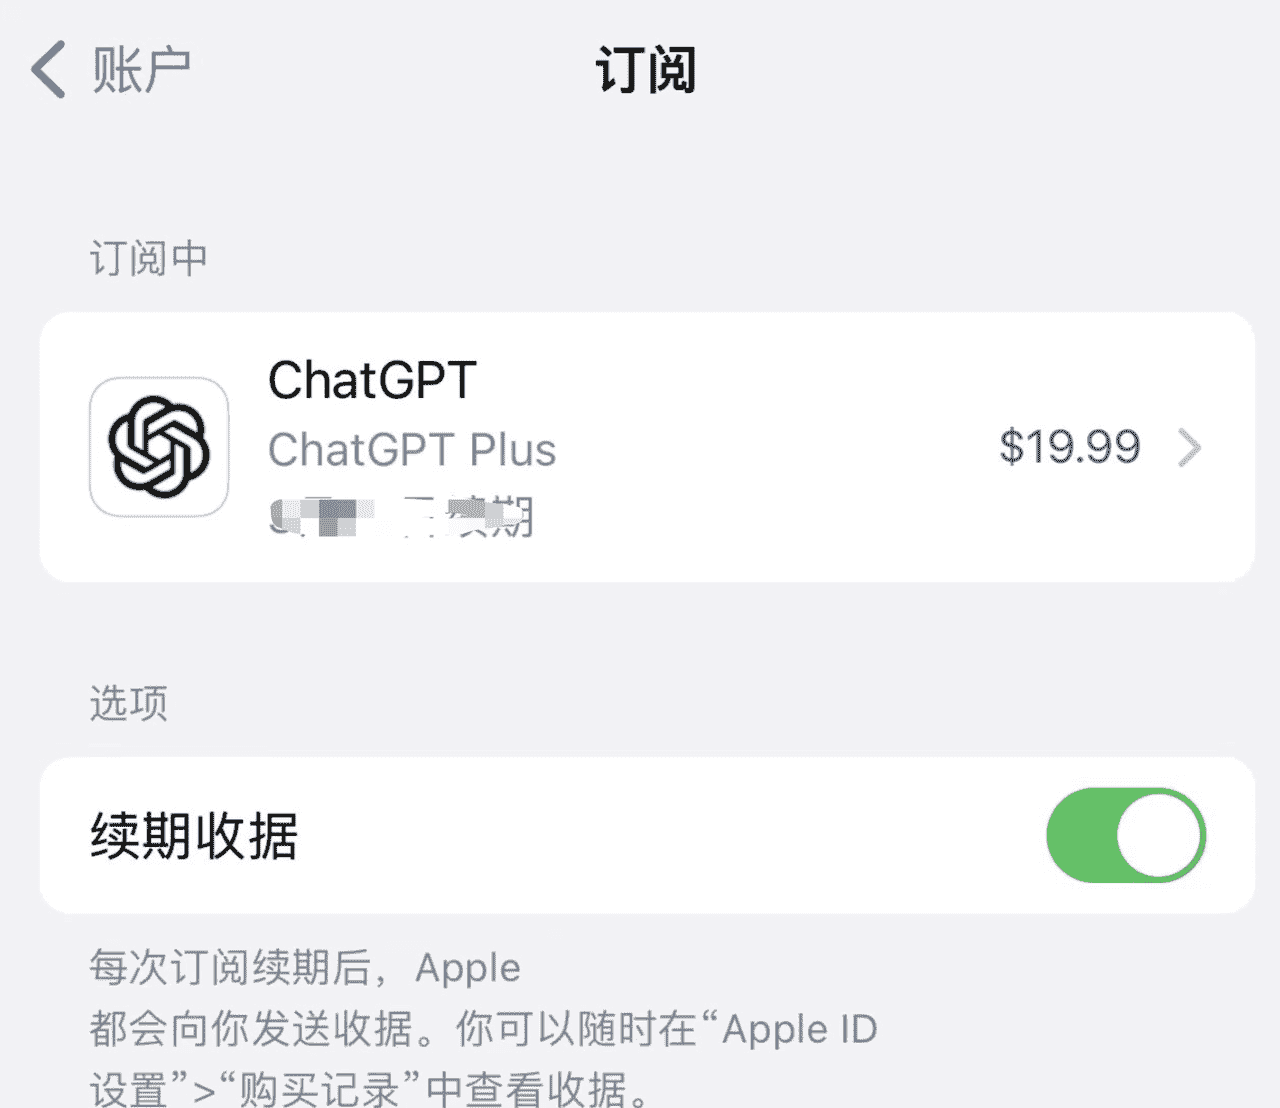 账户
订阅
订阅中
ChatGPT
ChatGPT Plus
$19.99
续期
选项
续期收据
每次订阅续期后，Apple
都会向你发送收据。你可以随时在“Apple ID
设置”>“购买记录”中查看收据。